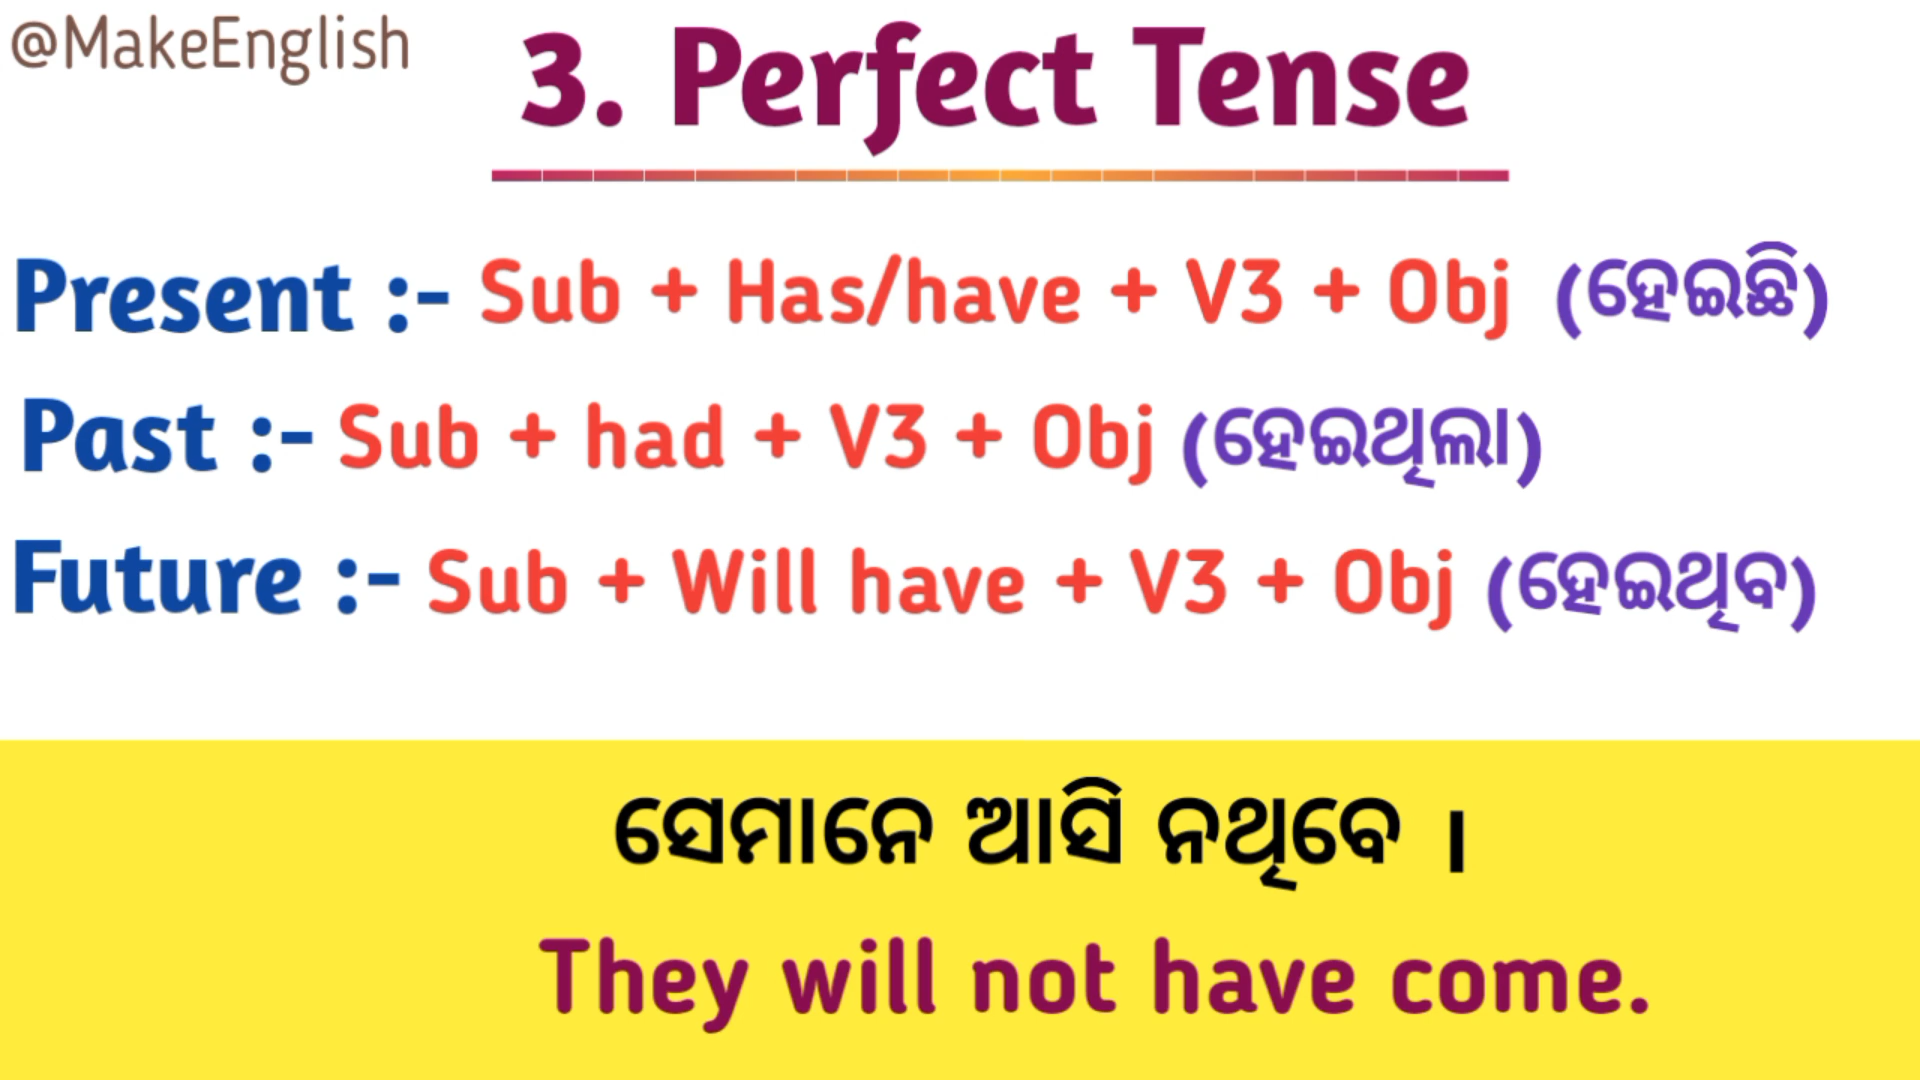 @MakeEnglish
3. Perfect Tense
Present :- Sub + Has/have + V3 + Obj (ହେଇଛି)
Past :- Sub + had + V3 + Obj (ହେଇଥିଲା)
Future :- Sub + Will have + V3 + Obj (ହେଇଥିବ)
ସେମାନେ ଆସି ନଥିବେ ।
They will not have come.